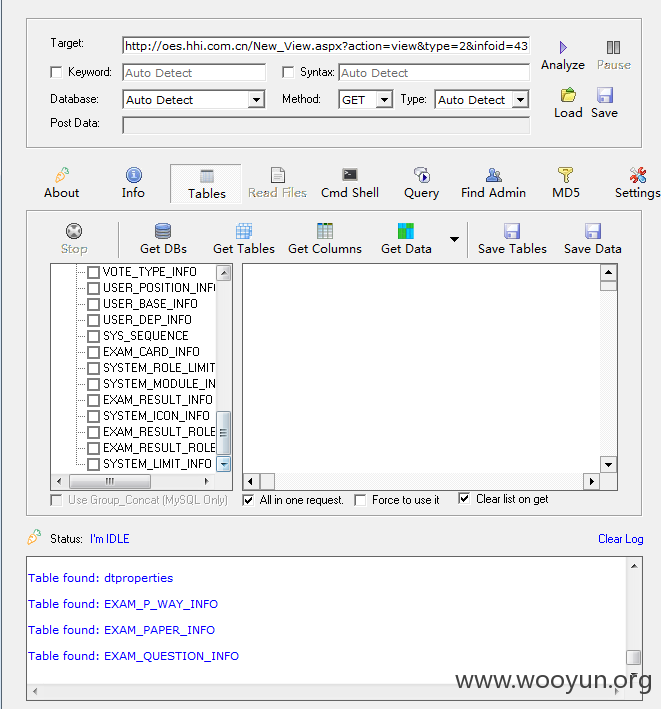 Target: http://oes.hhi.com.cn/New_View.aspx?action=view&type=2&infoid=43
Analyze Pause
Keyword: Auto Detect Syntax: Auto Detect
Database: Auto Detect Method: GET Type: Auto Detect
Load Save
Post Data:
About Info Tables Read Files Cmd Shell Query Find Admin MD5 Settings
Stop Get DBs Get Tables Get Columns Get Data Save Tables Save Data
VOTE_TYPE_INFO
USER_POSITION_INFO
USER_BASE_INFO
USER_DEP_INFO
SYS_SEQUENCE
EXAM_CARD_INFO
SYSTEM_ROLE_LIMIT
SYSTEM_MODULE_IN
EXAM_RESULT_INFO
SYSTEM_ICON_INFO
EXAM_RESULT_ROLE
EXAM_RESULT_ROLE
SYSTEM_LIMIT_INFO
Use Group_Concat (MySQL Only) All in one request. Force to use it Clear list on get
Status: I'm IDLE Clear Log
Table found: dtproperties
Table found: EXAM_P_WAY_INFO
Table found: EXAM_PAPER_INFO
Table found: EXAM_QUESTION_INFO
www.wooyun.org